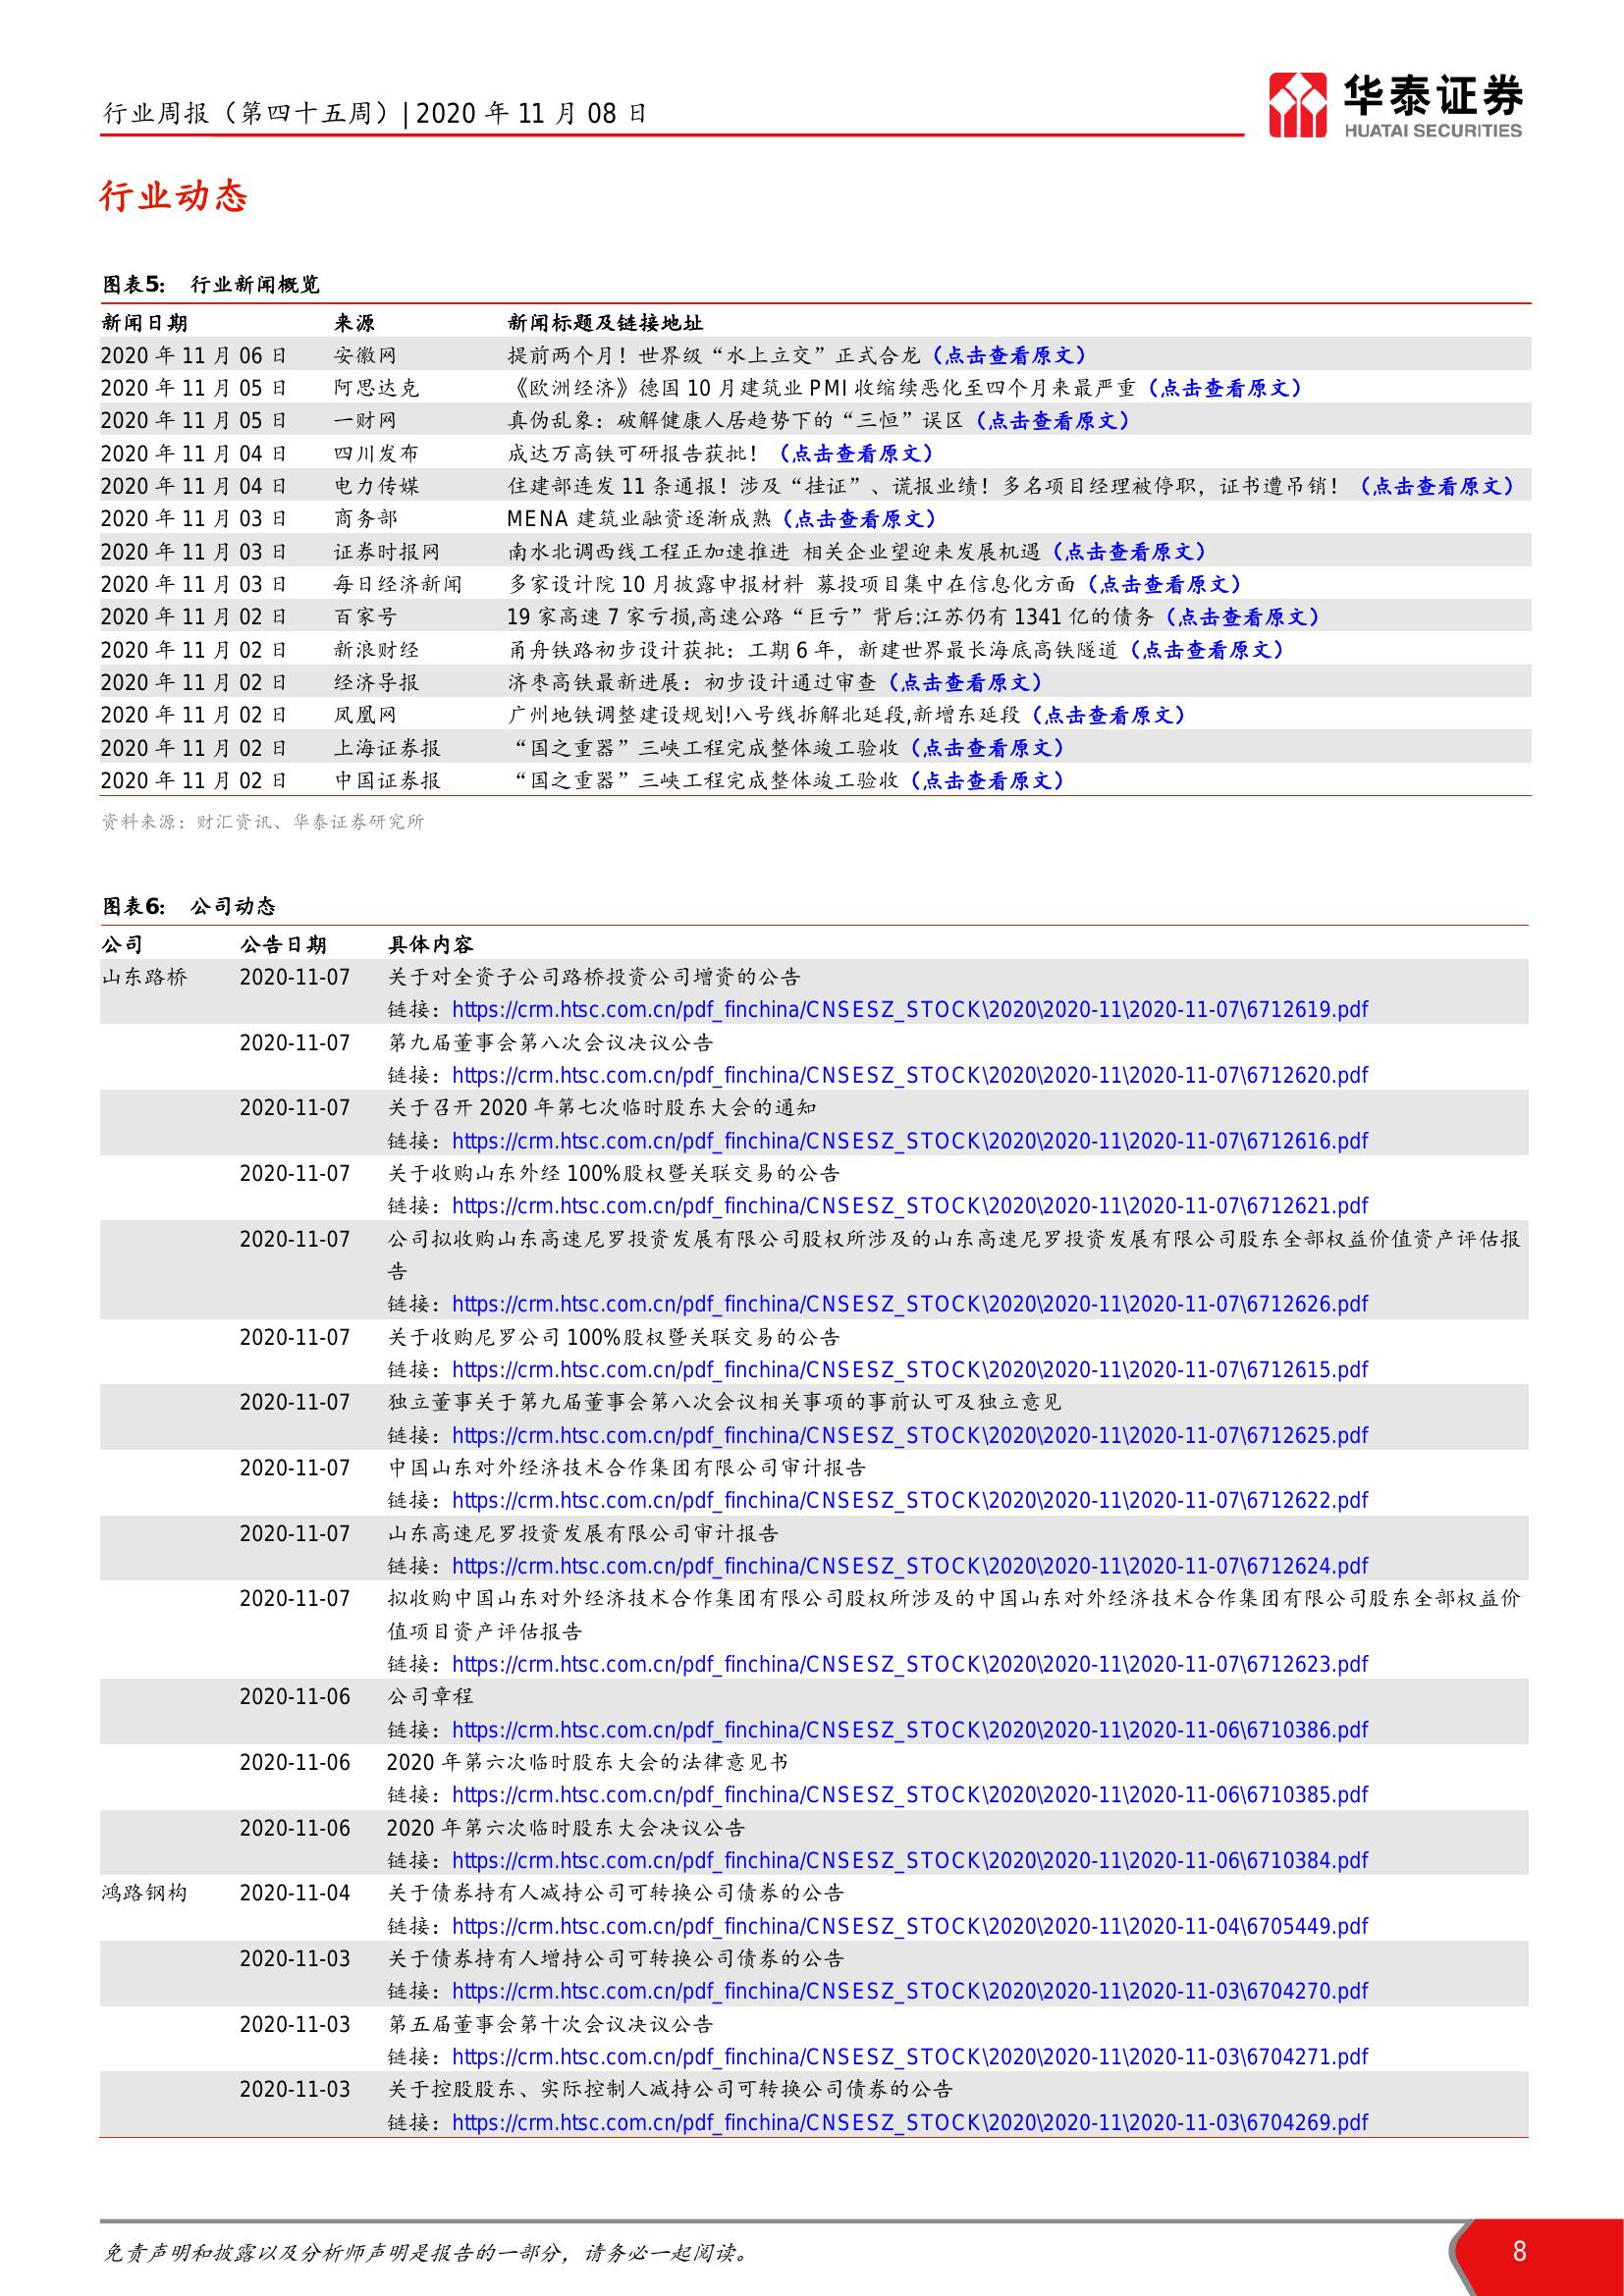 行业周报（第四十五周）| 2020 年 11 月 08 日
华泰证券
HUATAI SECURITIES
行业动态
图表5： 行业新闻概览
新闻日期 来源 新闻标题及链接地址
2020 年 11 月 06 日 安徽网 提前两个月！世界级“水上立交”正式合龙（点击查看原文）
2020 年 11 月 05 日 阿思达克 《欧洲经济》德国 10 月建筑业 PMI 收缩续恶化至四个月来最严重（点击查看原文）
2020 年 11 月 05 日 一财网 真伪乱象：破解健康人居趋势下的“三恒”误区（点击查看原文）
2020 年 11 月 04 日 四川发布 成达万高铁可研报告获批！（点击查看原文）
2020 年 11 月 04 日 电力传媒 住建部连发 11 条通报！涉及“挂证”、谎报业绩！多名项目经理被停职，证书遭吊销！（点击查看原文）
2020 年 11 月 03 日 商务部 MENA 建筑业融资逐渐成熟（点击查看原文）
2020 年 11 月 03 日 证券时报网 南水北调西线工程正加速推进 相关企业望迎来发展机遇（点击查看原文）
2020 年 11 月 03 日 每日经济新闻 多家设计院 10 月披露申报材料 募投项目集中在信息化方面（点击查看原文）
2020 年 11 月 02 日 百家号 19 家高速 7 家亏损,高速公路“巨亏”背后:江苏仍有 1341 亿的债务（点击查看原文）
2020 年 11 月 02 日 新浪财经 甬舟铁路初步设计获批：工期 6 年，新建世界最长海底高铁隧道（点击查看原文）
2020 年 11 月 02 日 经济导报 济枣高铁最新进展：初步设计通过审查（点击查看原文）
2020 年 11 月 02 日 凤凰网 广州地铁调整建设规划!八号线拆解北延段,新增东延段（点击查看原文）
2020 年 11 月 02 日 上海证券报 “国之重器”三峡工程完成整体竣工验收（点击查看原文）
2020 年 11 月 02 日 中国证券报 “国之重器”三峡工程完成整体竣工验收（点击查看原文）
资料来源：财汇资讯、华泰证券研究所
图表6： 公司动态
公司 公告日期 具体内容
山东路桥 2020-11-07 关于对全资子公司路桥投资公司增资的公告
链接：https://crm.htsc.com.cn/pdf_finchina/CNSESZ_STOCK\2020\2020-11\2020-11-07\6712619.pdf
2020-11-07 第九届董事会第八次会议决议公告
链接：https://crm.htsc.com.cn/pdf_finchina/CNSESZ_STOCK\2020\2020-11\2020-11-07\6712620.pdf
2020-11-07 关于召开 2020 年第七次临时股东大会的通知
链接：https://crm.htsc.com.cn/pdf_finchina/CNSESZ_STOCK\2020\2020-11\2020-11-07\6712616.pdf
2020-11-07 关于收购山东外经 100%股权暨关联交易的公告
链接：https://crm.htsc.com.cn/pdf_finchina/CNSESZ_STOCK\2020\2020-11\2020-11-07\6712621.pdf
2020-11-07 公司拟收购山东高速尼罗投资发展有限公司股权所涉及的山东高速尼罗投资发展有限公司股东全部权益价值资产评估报
告
链接：https://crm.htsc.com.cn/pdf_finchina/CNSESZ_STOCK\2020\2020-11\2020-11-07\6712626.pdf
2020-11-07 关于收购尼罗公司 100%股权暨关联交易的公告
链接：https://crm.htsc.com.cn/pdf_finchina/CNSESZ_STOCK\2020\2020-11\2020-11-07\6712615.pdf
2020-11-07 独立董事关于第九届董事会第八次会议相关事项的事前认可及独立意见
链接：https://crm.htsc.com.cn/pdf_finchina/CNSESZ_STOCK\2020\2020-11\2020-11-07\6712625.pdf
2020-11-07 中国山东对外经济技术合作集团有限公司审计报告
链接：https://crm.htsc.com.cn/pdf_finchina/CNSESZ_STOCK\2020\2020-11\2020-11-07\6712622.pdf
2020-11-07 山东高速尼罗投资发展有限公司审计报告
链接：https://crm.htsc.com.cn/pdf_finchina/CNSESZ_STOCK\2020\2020-11\2020-11-07\6712624.pdf
2020-11-07 拟收购中国山东对外经济技术合作集团有限公司股权所涉及的中国山东对外经济技术合作集团有限公司股东全部权益价
值项目资产评估报告
链接：https://crm.htsc.com.cn/pdf_finchina/CNSESZ_STOCK\2020\2020-11\2020-11-07\6712623.pdf
2020-11-06 公司章程
链接：https://crm.htsc.com.cn/pdf_finchina/CNSESZ_STOCK\2020\2020-11\2020-11-06\6710386.pdf
2020-11-06 2020 年第六次临时股东大会的法律意见书
链接：https://crm.htsc.com.cn/pdf_finchina/CNSESZ_STOCK\2020\2020-11\2020-11-06\6710385.pdf
2020-11-06 2020 年第六次临时股东大会决议公告
链接：https://crm.htsc.com.cn/pdf_finchina/CNSESZ_STOCK\2020\2020-11\2020-11-06\6710384.pdf
鸿路钢构 2020-11-04 关于债券持有人减持公司可转换公司债券的公告
链接：https://crm.htsc.com.cn/pdf_finchina/CNSESZ_STOCK\2020\2020-11\2020-11-04\6705449.pdf
2020-11-03 关于债券持有人增持公司可转换公司债券的公告
链接：https://crm.htsc.com.cn/pdf_finchina/CNSESZ_STOCK\2020\2020-11\2020-11-03\6704270.pdf
2020-11-03 第五届董事会第十次会议决议公告
链接：https://crm.htsc.com.cn/pdf_finchina/CNSESZ_STOCK\2020\2020-11\2020-11-03\6704271.pdf
2020-11-03 关于控股股东、实际控制人减持公司可转换公司债券的公告
链接：https://crm.htsc.com.cn/pdf_finchina/CNSESZ_STOCK\2020\2020-11\2020-11-03\6704269.pdf
免责声明和披露以及分析师声明是报告的一部分，请务必一起阅读。 8